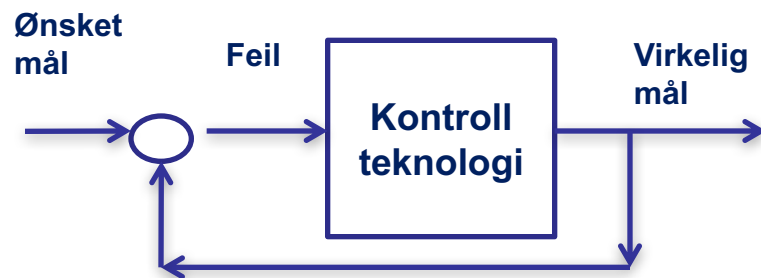 Ønsket
mål
Feil
Kontroll
teknologi
Virkelig
mål